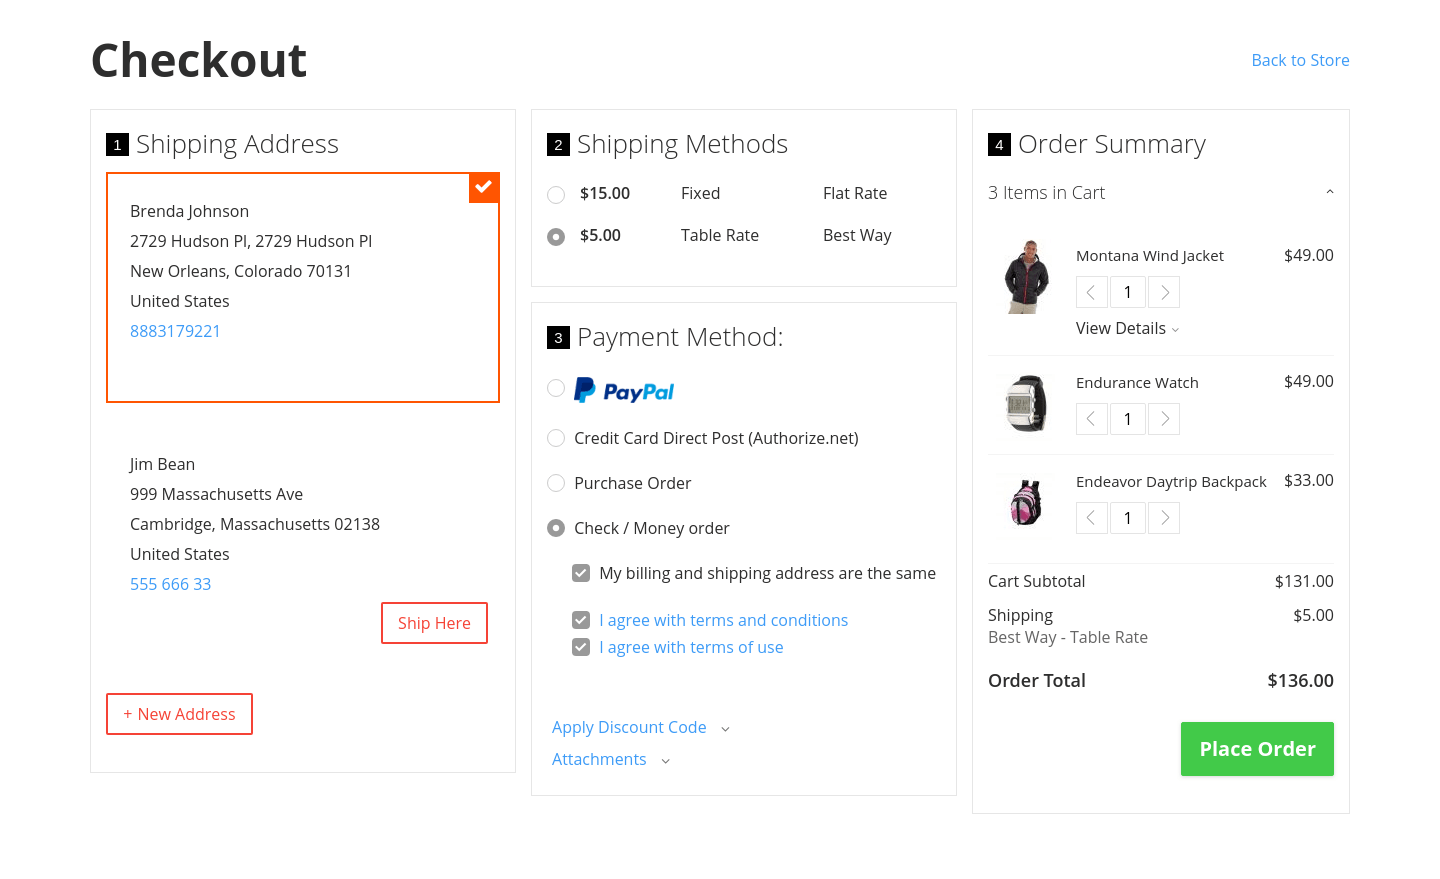 Checkout
Back to Store
1 Shipping Address
Brenda Johnson
2729 Hudson Pl, 2729 Hudson Pl
New Orleans, Colorado 70131
United States
8883179221
Jim Bean
999 Massachusetts Ave
Cambridge, Massachusetts 02138
United States
555 666 33
Ship Here
+ New Address
2 Shipping Methods
$15.00 Fixed Flat Rate
$5.00 Table Rate Best Way
3 Payment Method:
PayPal
Credit Card Direct Post (Authorize.net)
Purchase Order
Check / Money order
My billing and shipping address are the same
I agree with terms and conditions
I agree with terms of use
Apply Discount Code
Attachments
4 Order Summary
3 Items in Cart
Montana Wind Jacket $49.00
1
View Details
Endurance Watch $49.00
1
Endeavor Daytrip Backpack $33.00
1
Cart Subtotal $131.00
Shipping $5.00
Best Way - Table Rate
Order Total $136.00
Place Order